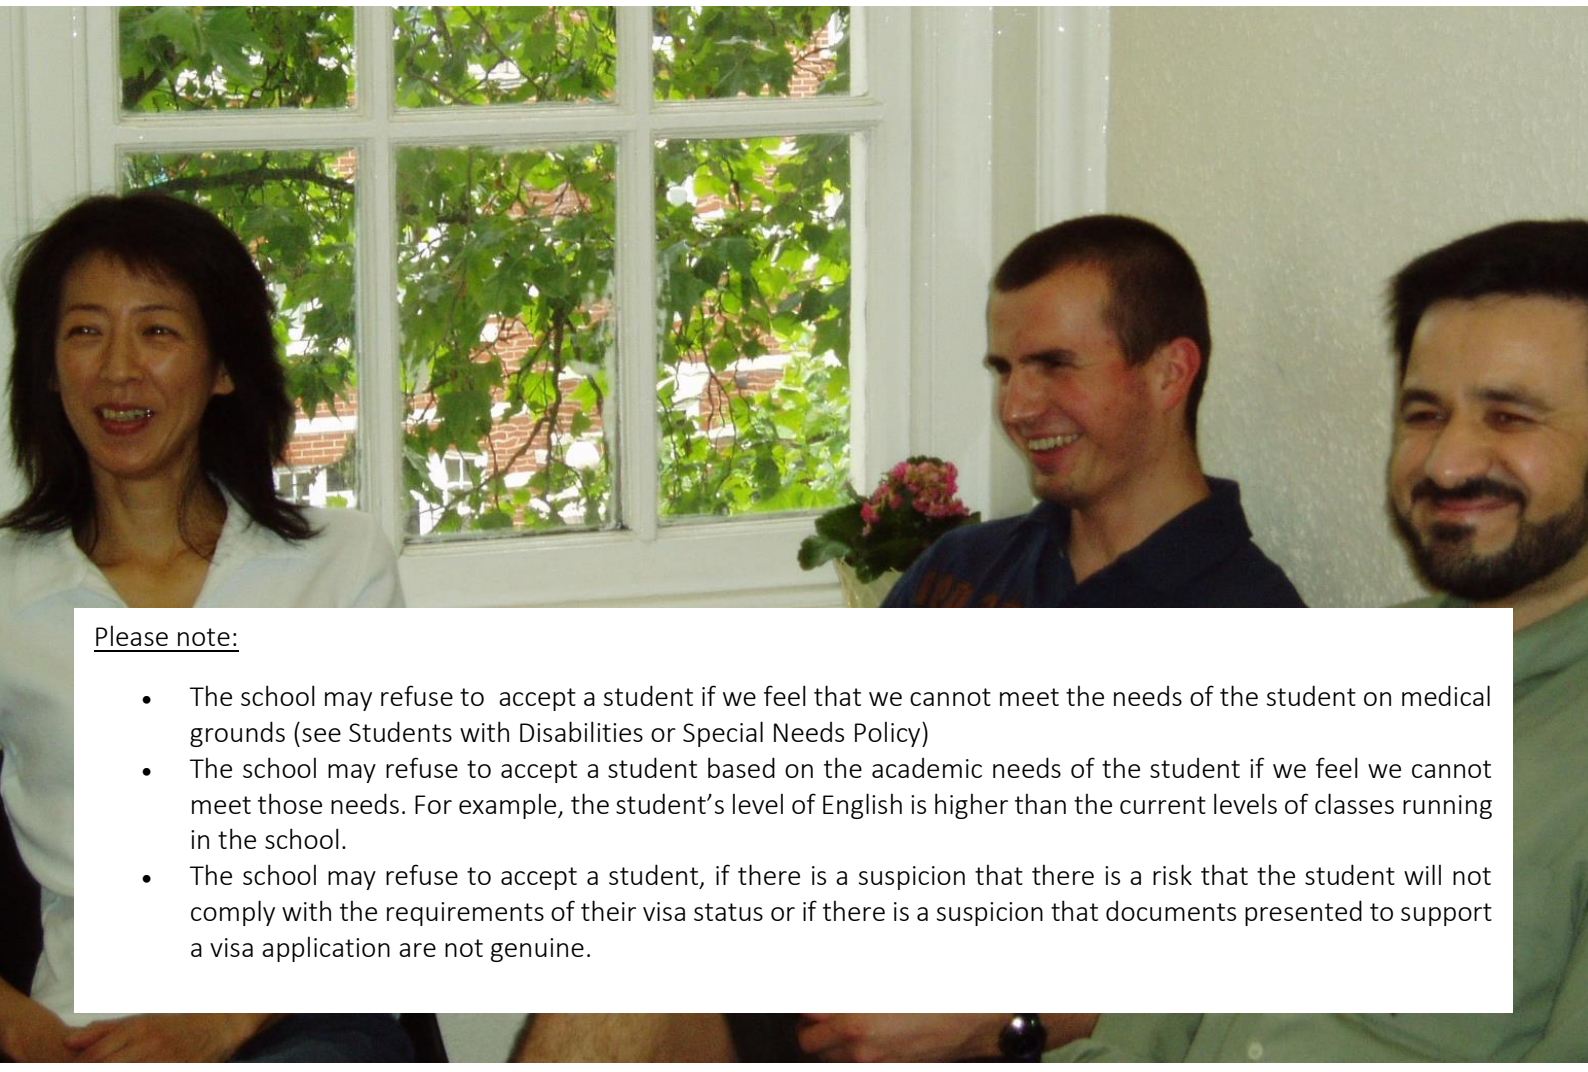 Please note:
• The school may refuse to  accept a student if we feel that we cannot meet the needs of the student on medical
grounds (see Students with Disabilities or Special Needs Policy)
• The school may refuse to accept a student based on the academic needs of the student if we feel we cannot
meet those needs. For example, the student’s level of English is higher than the current levels of classes running
in the school.
• The school may refuse to accept a student, if there is a suspicion that there is a risk that the student will not
comply with the requirements of their visa status or if there is a suspicion that documents presented to support
a visa application are not genuine.